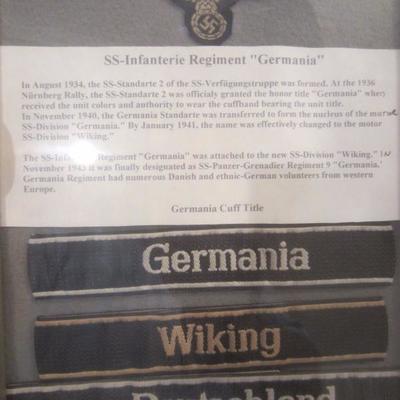 SS-Infanterie Regiment "Germania"
In August 1934, the SS-Standarte 2 of the SS-Verfügungstruppe was formed. At the 1936
Nürnberg Rally, the SS-Standarte 2 was officialy granted the honor title "Germania" when
received the unit colors and authority to wear the cuffband bearing the unit title.
In November 1940, the Germania Standarte was transferred to form the nucleus of the
SS-Division "Germania." By January 1941, the name was effectively changed to the motor
SS-Division "Wiking."
The SS-Infanterie Regiment "Germania" was attached to the new SS-Division "Wiking." IN
November 1943 it was finally designated as SS-Panzer-Grenadier Regiment 9 "Germania."
Germania Regiment had numerous Danish and ethnic-German volunteers from western
Europe.
Germania Cuff Title
Germania
Wiking
Deutschland